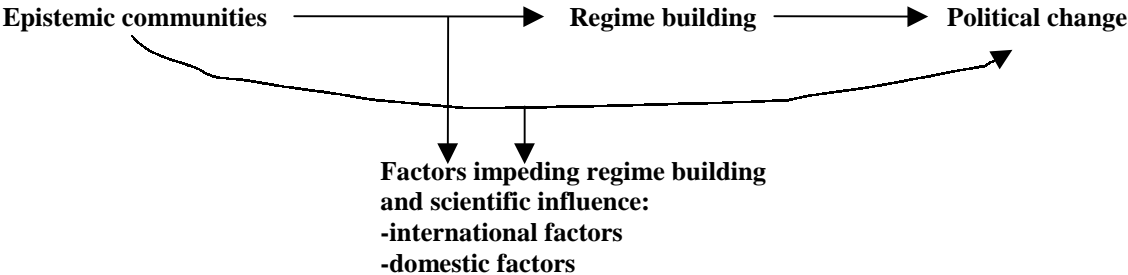 Epistemic communities Regime building Political change
Factors impeding regime building
and scientific influence:
-international factors
-domestic factors